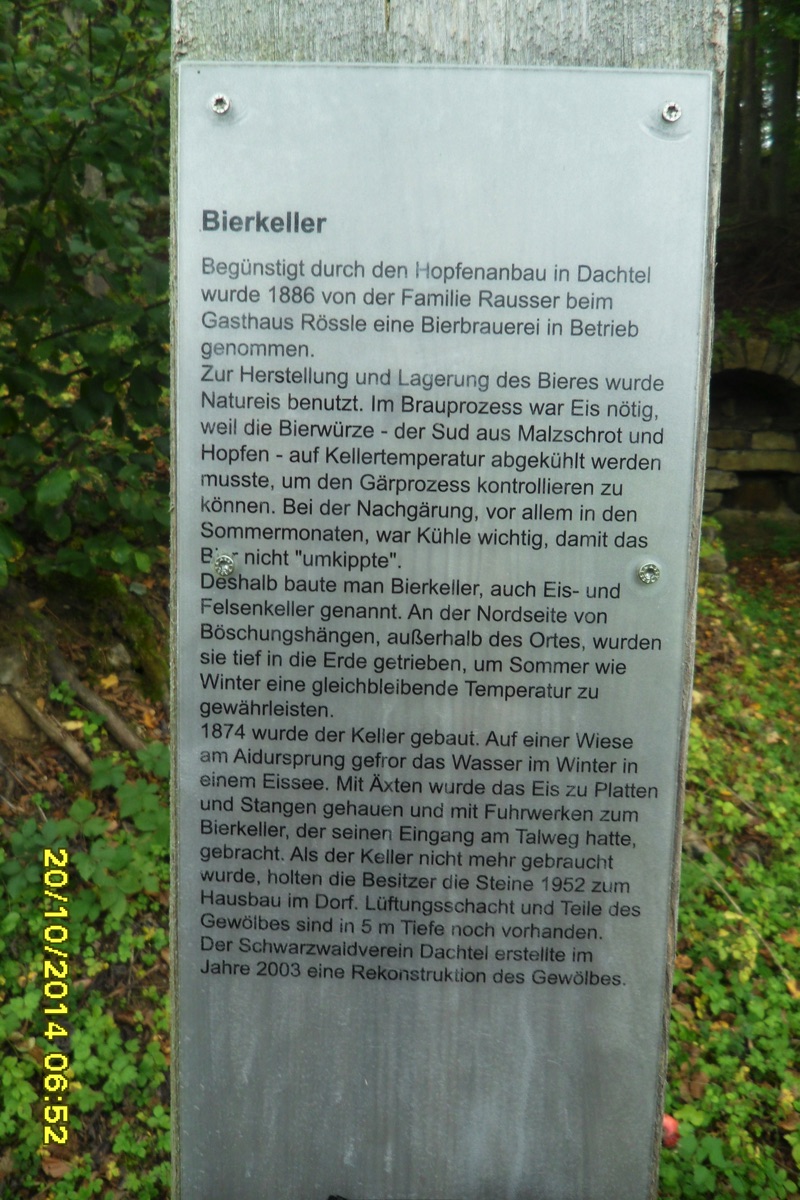 Bierkeller
Begünstigt durch den Hopfenanbau in Dachtel
wurde 1886 von der Familie Rausser beim
Gasthaus Rössle eine Bierbrauerei in Betrieb
genommen.
Zur Herstellung und Lagerung des Bieres wurde
Natureis benutzt. Im Brauprozess war Eis nötig,
weil die Bierwürze - der Sud aus Malzschrot und
Hopfen - auf Kellertemperatur abgekühlt werden
musste, um den Gärprozess kontrollieren zu
können. Bei der Nachgärung, vor allem in den
Sommermonaten, war Kühle wichtig, damit das
Bier nicht "umkippte".
Deshalb baute man Bierkeller, auch Eis- und
Felsenkeller genannt. An der Nordseite von
Böschungshängen, außerhalb des Ortes, wurden
sie tief in die Erde getrieben, um Sommer wie
Winter eine gleichbleibende Temperatur zu
gewährleisten.
1874 wurde der Keller gebaut. Auf einer Wiese
am Aidursprung gefror das Wasser im Winter in
einem Eissee. Mit Äxten wurde das Eis zu Platten
und Stangen gehauen und mit Fuhrwerken zum
Bierkeller, der seinen Eingang am Talweg hatte,
gebracht. Als der Keller nicht mehr gebraucht
wurde, holten die Besitzer die Steine 1952 zum
Hausbau im Dorf. Lüftungsschacht und Teile des
Gewölbes sind in 5 m Tiefe noch vorhanden.
Der Schwarzwaldverein Dachtel erstellte im
Jahre 2003 eine Rekonstruktion des Gewölbes.
20/10/2014 06:52